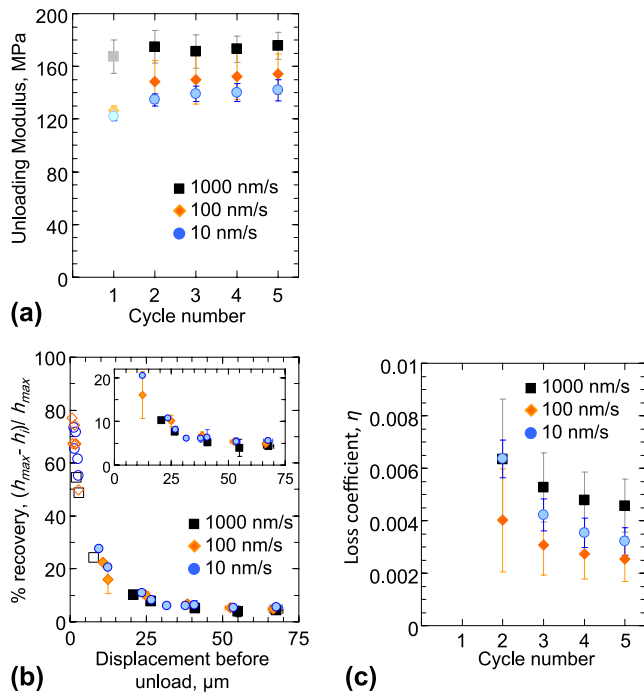 200
160
120
80
40
0
Unloading Modulus, MPa
1000 nm/s
100 nm/s
10 nm/s
1 2 3 4 5
Cycle number
(a)
100
80
60
40
20
0
% recovery, (hmax- hf)/ hmax
20
10
0
0 25 50 75
1000 nm/s
100 nm/s
10 nm/s
0 25 50 75
Displacement before
unload, µm
(b)
0.01
0.008
0.006
0.004
0.002
0
Loss coefficient, η
1000 nm/s
100 nm/s
10 nm/s
1 2 3 4 5
Cycle number
(c)